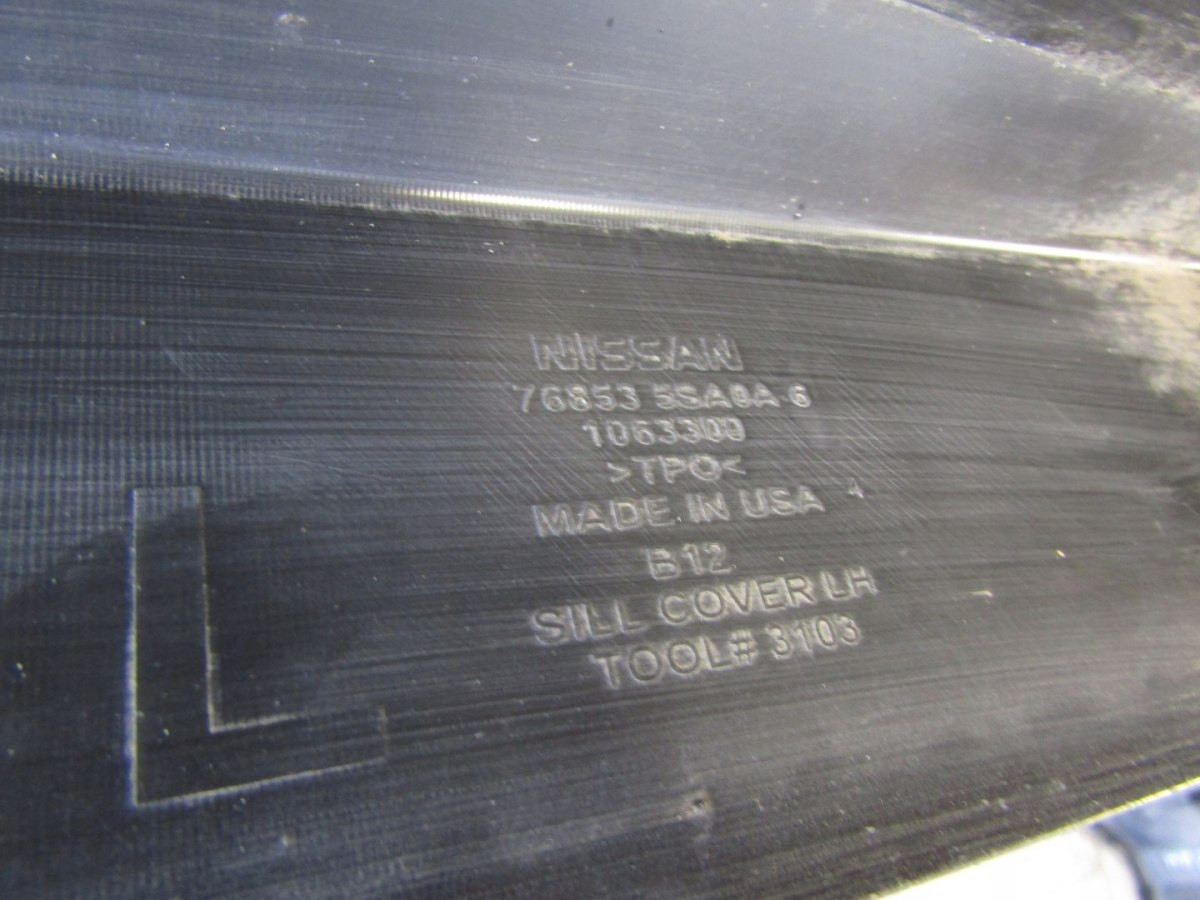 NISSAN
76853 5SA0A-6
1063300
>TPO<
MADE IN USA
B12
SILL COVER LH
TOOL# 3103
L